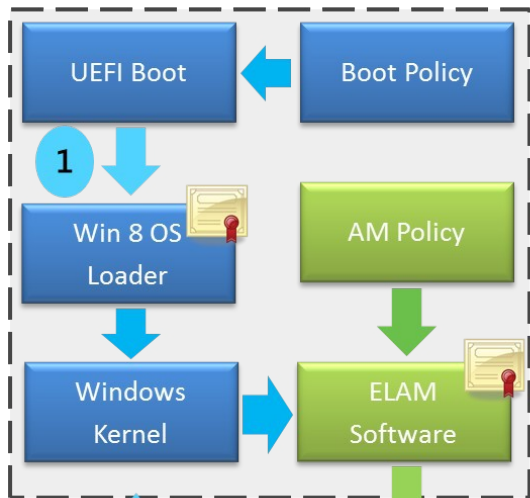 UEFI Boot
Boot Policy
1
Win 8 OS
Loader
AM Policy
Windows
Kernel
ELAM
Software